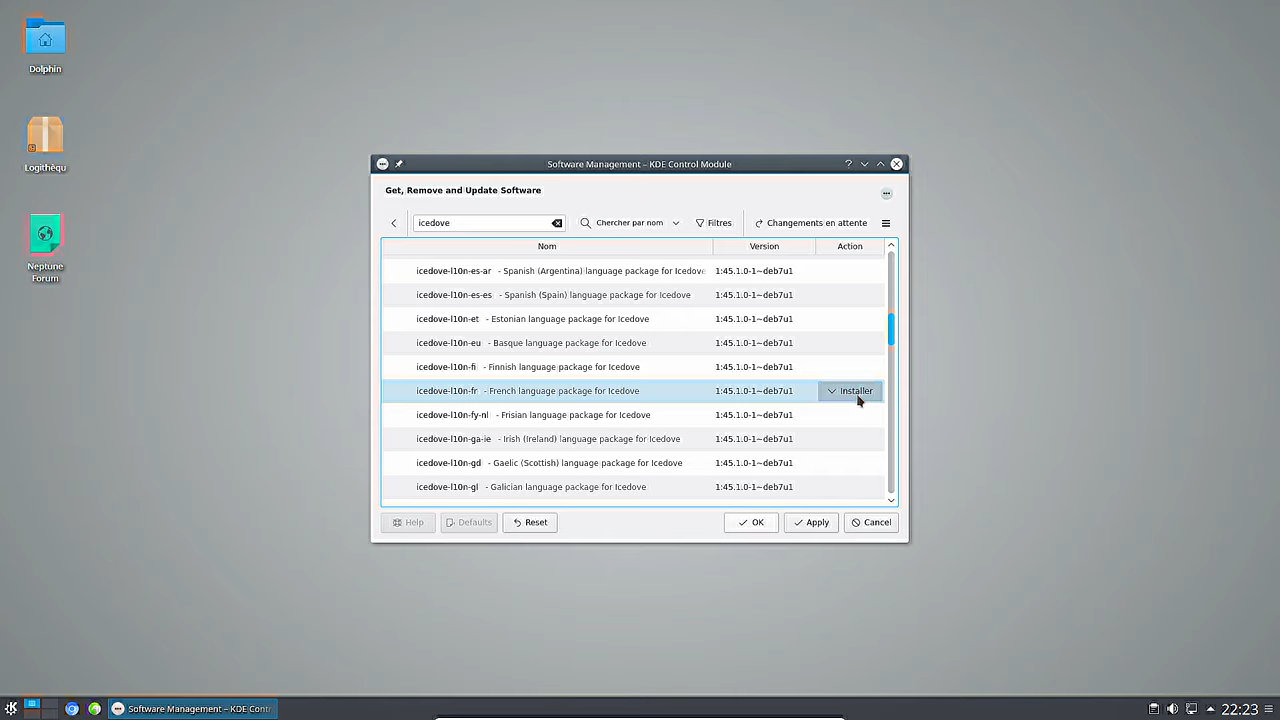 Dolphin
Logithèqu
Neptune
Forum
Software Management – KDE Control Module
Get, Remove and Update Software
icedove
Chercher par nom
Filtres
Changements en attente
Nom Version Action
icedove-l10n-es-ar - Spanish (Argentina) language package for Icedove 1:45.1.0-1~deb7u1
icedove-l10n-es-es - Spanish (Spain) language package for Icedove 1:45.1.0-1~deb7u1
icedove-l10n-et - Estonian language package for Icedove 1:45.1.0-1~deb7u1
icedove-l10n-eu - Basque language package for Icedove 1:45.1.0-1~deb7u1
icedove-l10n-fi - Finnish language package for Icedove 1:45.1.0-1~deb7u1
icedove-l10n-fr - French language package for Icedove 1:45.1.0-1~deb7u1 Installer
icedove-l10n-fy-nl - Frisian language package for Icedove 1:45.1.0-1~deb7u1
icedove-l10n-ga-ie - Irish (Ireland) language package for Icedove 1:45.1.0-1~deb7u1
icedove-l10n-gd - Gaelic (Scottish) language package for Icedove 1:45.1.0-1~deb7u1
icedove-l10n-gl - Galician language package for Icedove 1:45.1.0-1~deb7u1
Help Defaults Reset OK Apply Cancel
Software Management – KDE Contr
22:23